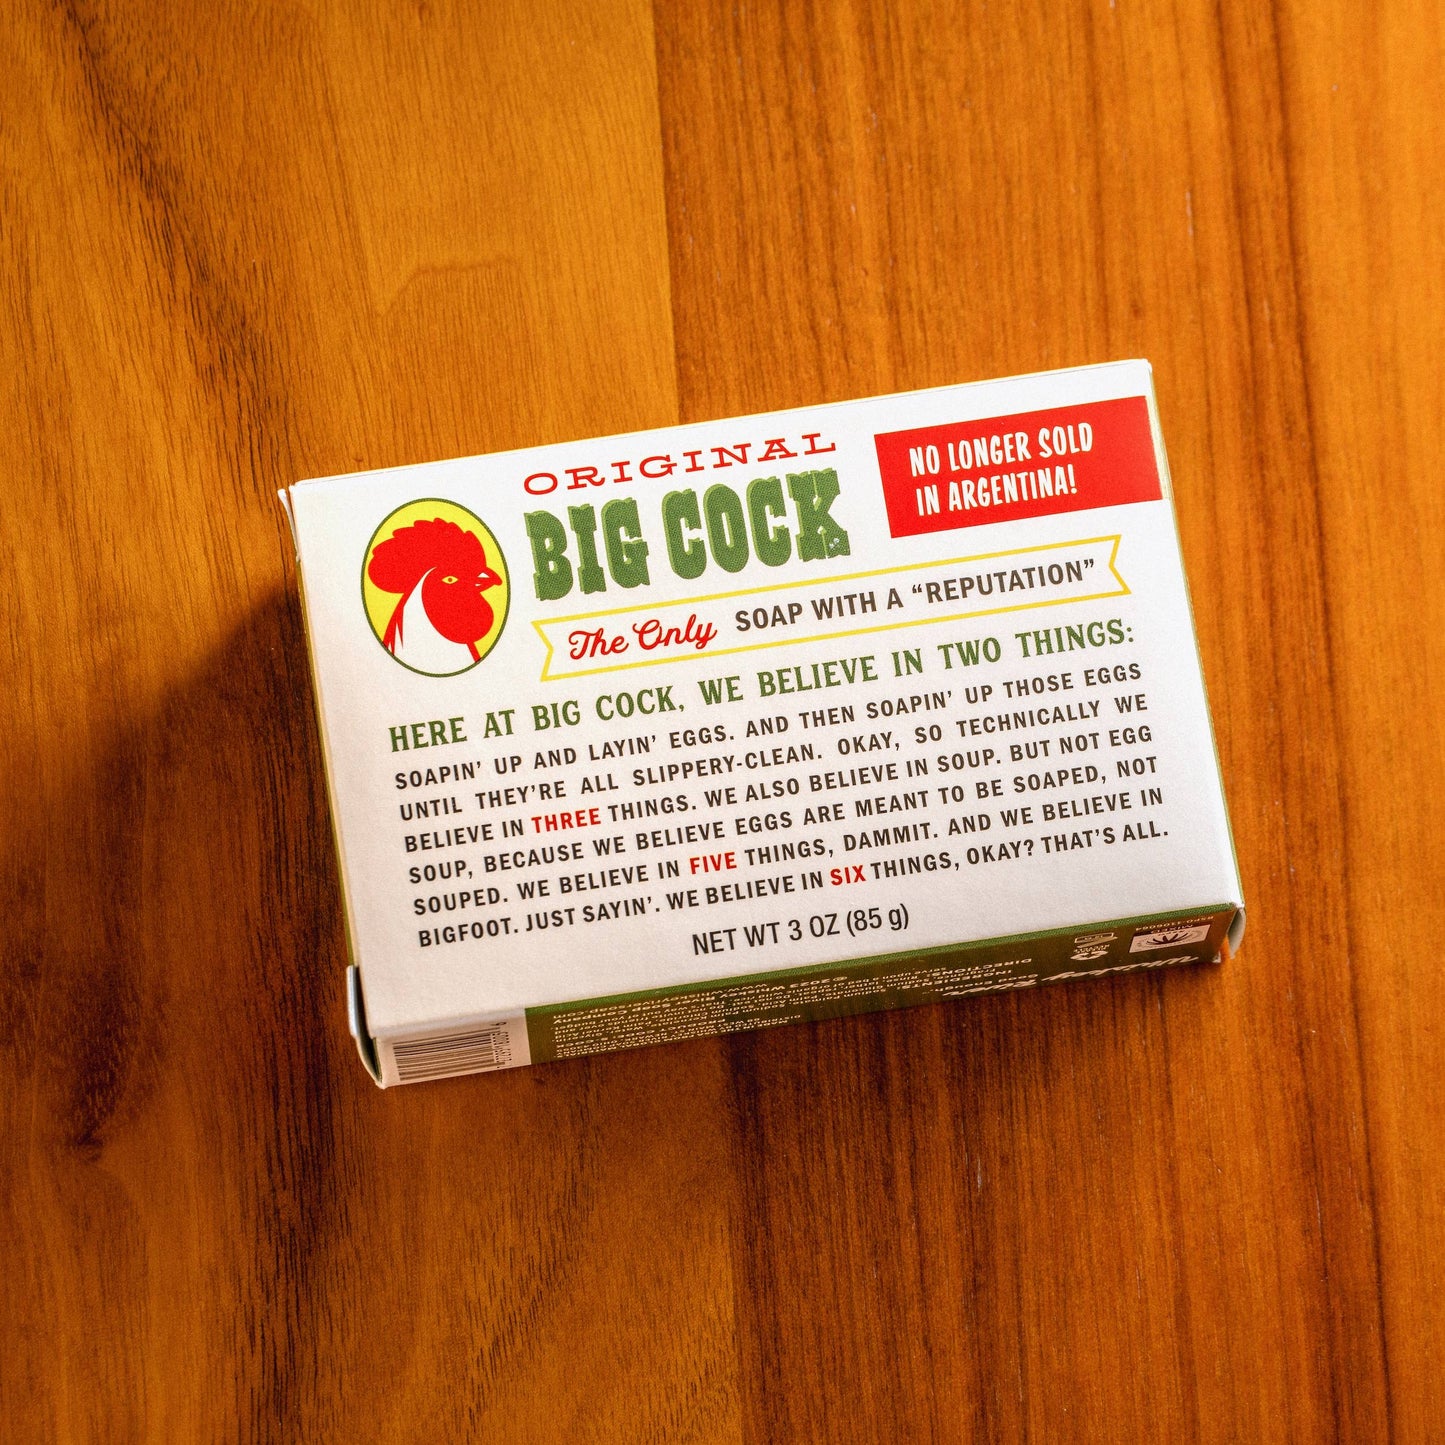 ORIGINAL
BIG COCK
NO LONGER SOLD
IN ARGENTINA!
The Only SOAP WITH A “REPUTATION”
HERE AT BIG COCK, WE BELIEVE IN TWO THINGS:
SOAPIN’ UP AND LAYIN’ EGGS. AND THEN SOAPIN’ UP THOSE EGGS
UNTIL THEY’RE ALL SLIPPERY-CLEAN. OKAY, SO TECHNICALLY WE
BELIEVE IN THREE THINGS. WE ALSO BELIEVE IN SOUP. BUT NOT EGG
SOUP, BECAUSE WE BELIEVE EGGS ARE MEANT TO BE SOAPED, NOT
SOUPED. WE BELIEVE IN FIVE THINGS, DAMMIT. AND WE BELIEVE IN
BIGFOOT. JUST SAYIN’. WE BELIEVE IN SIX THINGS, OKAY? THAT’S ALL.
NET WT 3 OZ (85 g)